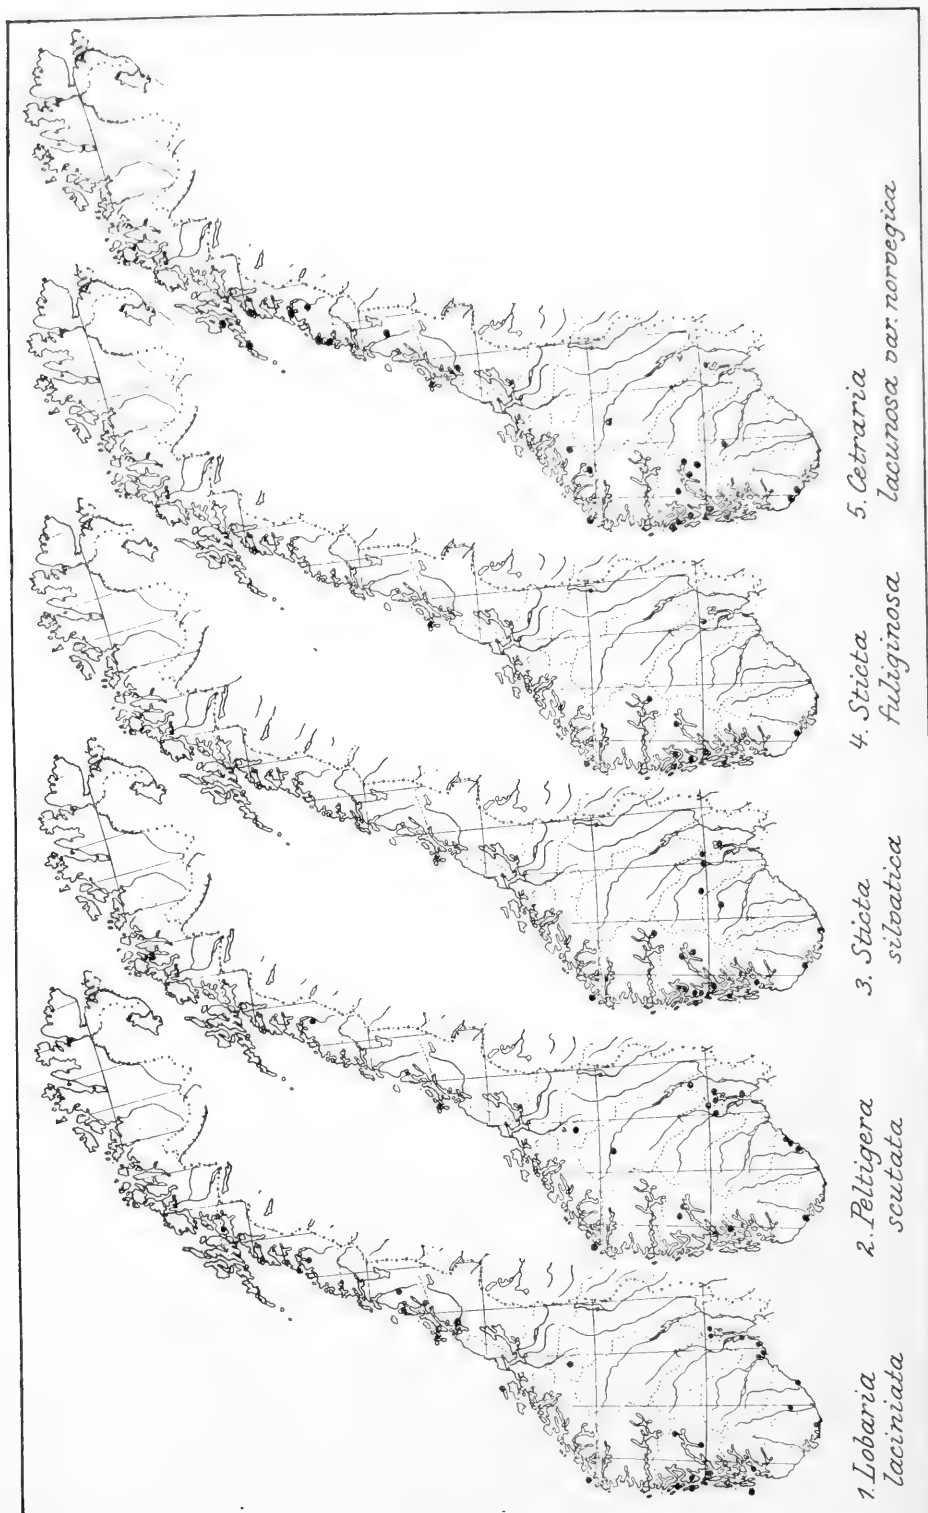 1. Lobaria
laciniata
2. Peltigera
scutata
3. Sticta
silvatica
4. Sticta
fuliginosa
5. Cetraria
lacunosa var. norvegica